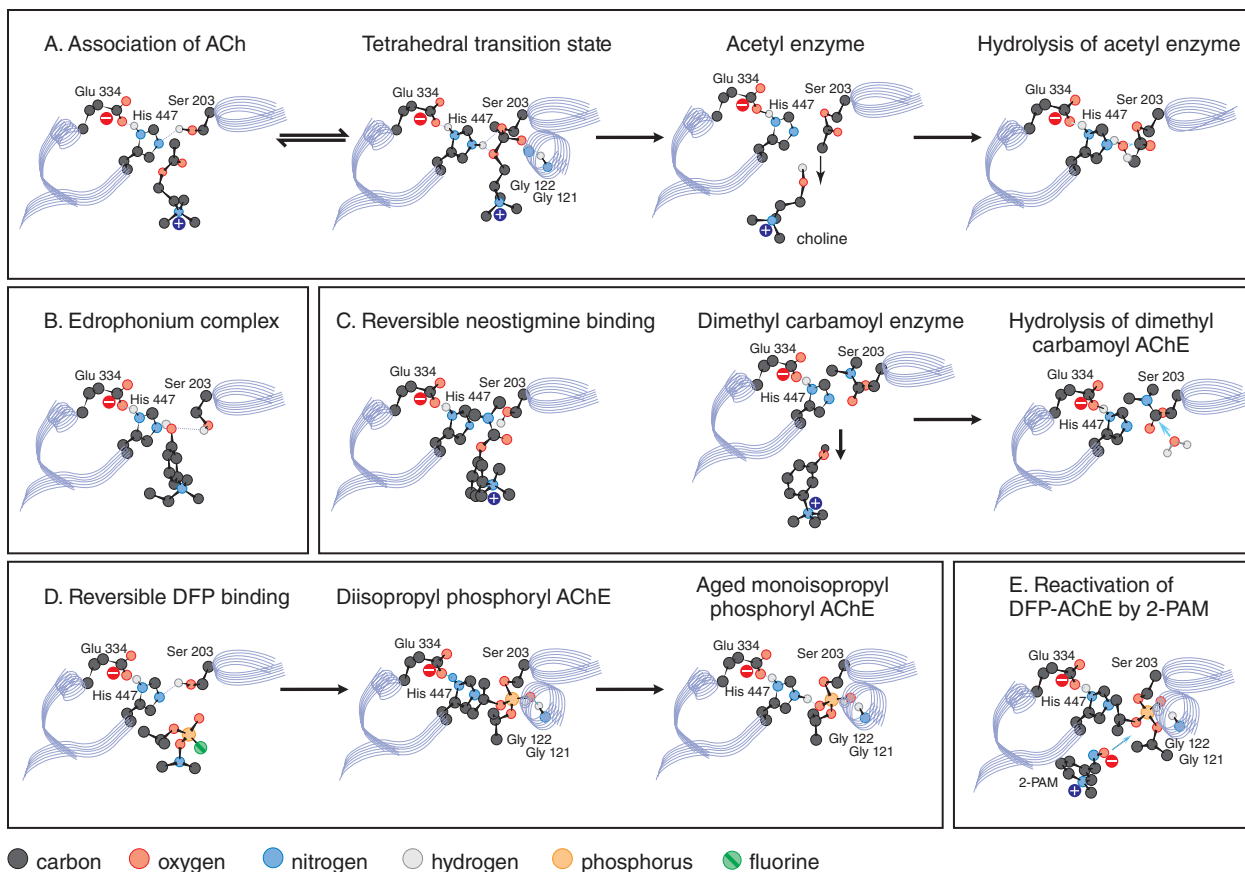 A. Association of ACh
Tetrahedral transition state
Acetyl enzyme
Hydrolysis of acetyl enzyme
Glu 334
His 447
Ser 203
Glu 334
His 447
Ser 203
Gly 122
Gly 121
Glu 334
His 447
Ser 203
choline
Glu 334
His 447
Ser 203
B. Edrophonium complex
Glu 334
His 447
Ser 203
C. Reversible neostigmine binding
Dimethyl carbamoyl enzyme
Hydrolysis of dimethyl
carbamoyl AChE
Glu 334
His 447
Ser 203
Glu 334
His 447
Ser 203
Glu 334
His 447
Ser 203
D. Reversible DFP binding
Diisopropyl phosphoryl AChE
Aged monoisopropyl
phosphoryl AChE
Glu 334
His 447
Ser 203
Glu 334
His 447
Ser 203
Gly 122
Gly 121
Glu 334
His 447
Ser 203
Gly 122
Gly 121
E. Reactivation of
DFP-AChE by 2-PAM
Glu 334
His 447
Ser 203
Gly 122
Gly 121
2-PAM
carbon
oxygen
nitrogen
hydrogen
phosphorus
fluorine